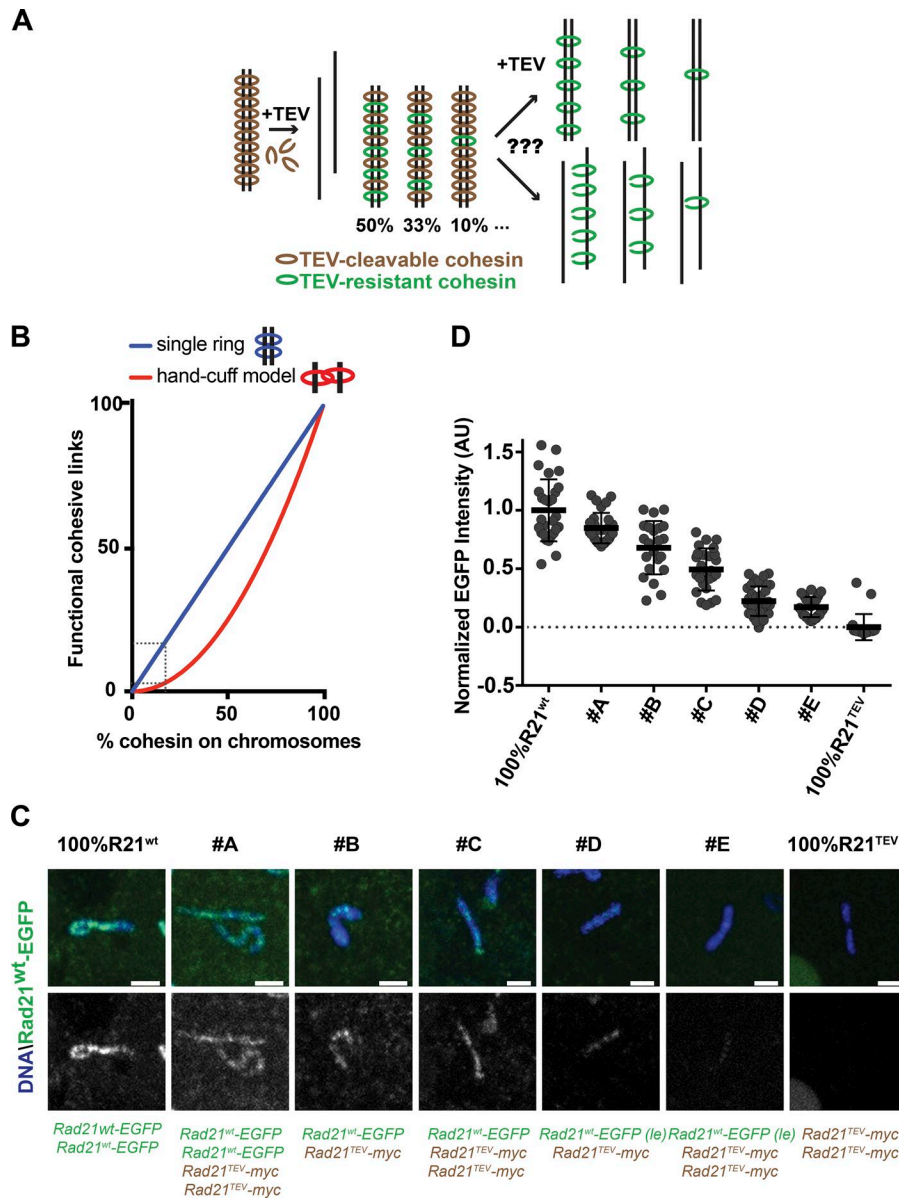 A
+TEV
+TEV
???
50% 33% 10% ...
TEV-cleavable cohesin
TEV-resistant cohesin
B
single ring
hand-cuff model
100
50
0
0 50 100
Functional cohesive links
% cohesin on chromosomes
D
Normalized EGFP Intensity (AU)
1.5
1.0
0.5
0.0
-0.5
100%R21wt
#A
#B
#C
#D
#E
100%R21TEV
C
100%R21wt #A #B #C #D #E 100%R21TEV
DNA\Rad21wt-EGFP
Rad21wt-EGFP
Rad21wt-EGFP
Rad21wt-EGFP
Rad21wt-EGFP
Rad21TEV-myc
Rad21TEV-myc
Rad21wt-EGFP
Rad21TEV-myc
Rad21wt-EGFP
Rad21TEV-myc
Rad21TEV-myc
Rad21wt-EGFP (le)
Rad21TEV-myc
Rad21wt-EGFP (le)
Rad21TEV-myc
Rad21TEV-myc
Rad21TEV-myc
Rad21TEV-myc